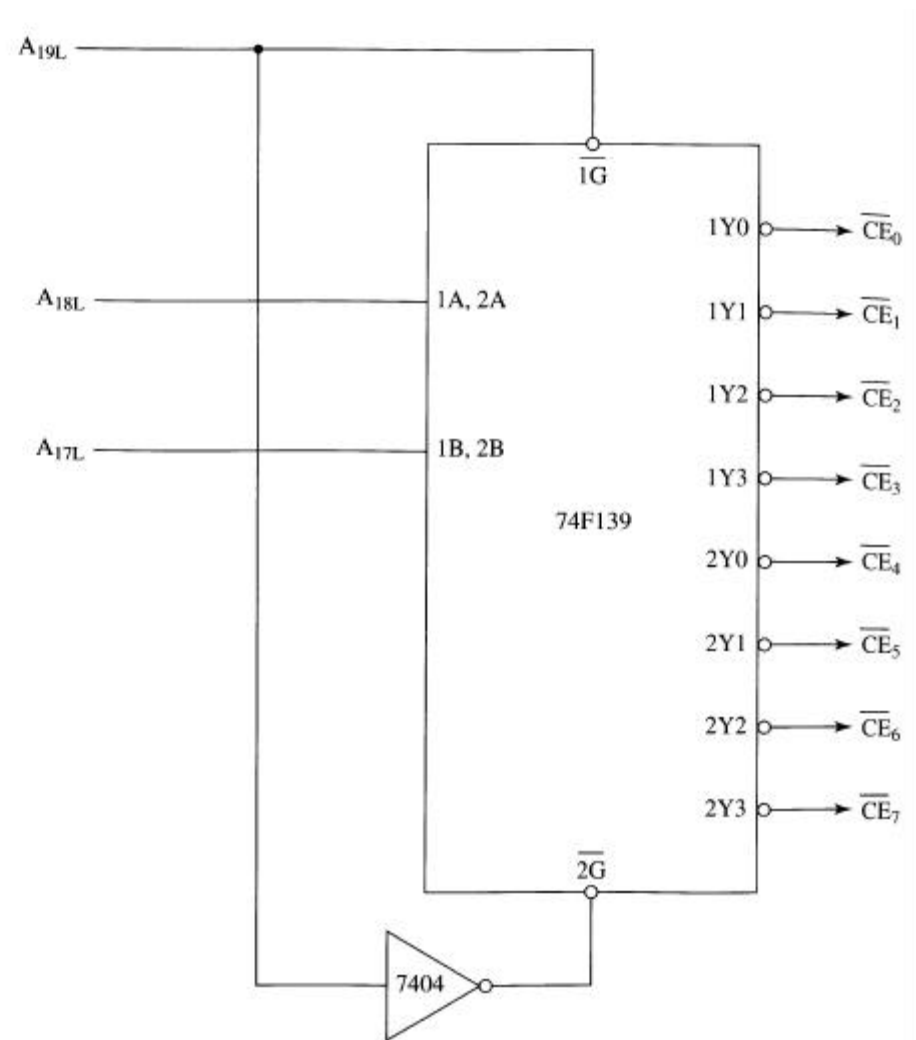 A₁₉L
1G
1Y0 CE₀
A₁₈L 1A, 2A
1Y1 CE₁
1Y2 CE₂
A₁₇L 1B, 2B
1Y3 CE₃
74F139
2Y0 CE₄
2Y1 CE₅
2Y2 CE₆
2Y3 CE₇
2G
7404